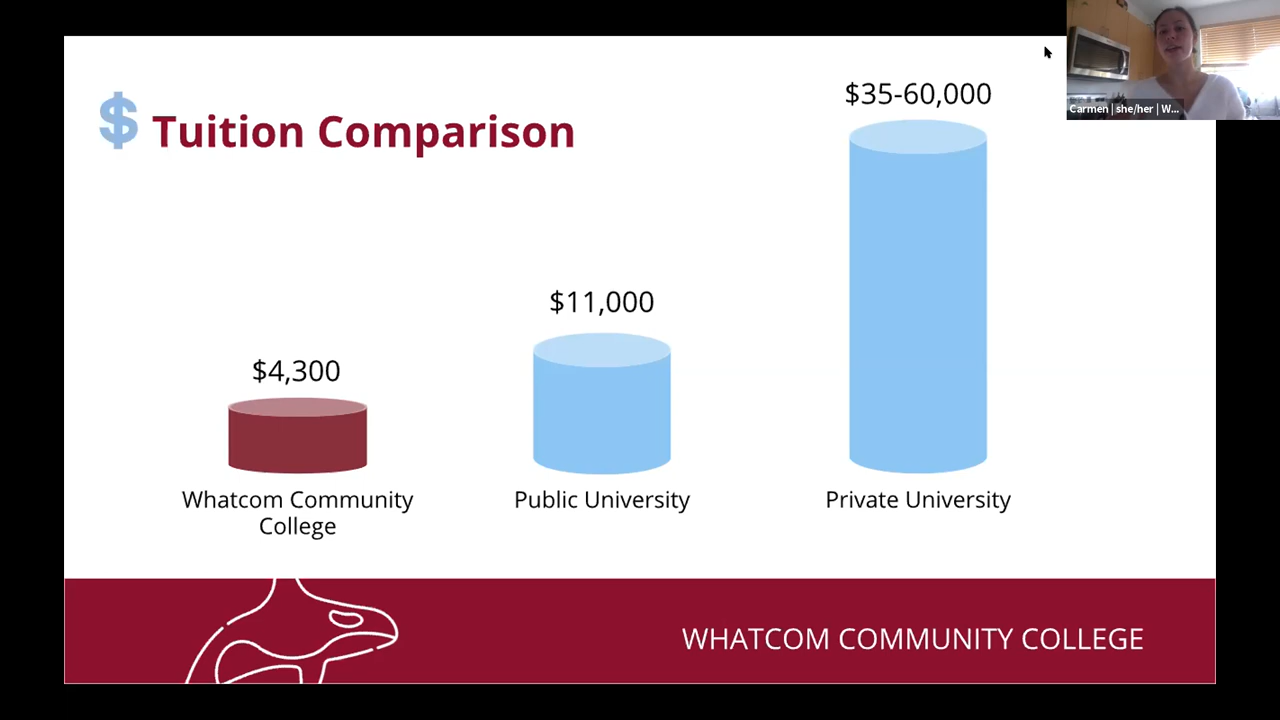 $ Tuition Comparison
$35-60,000
$11,000
$4,300
Whatcom Community
College
Public University
Private University
WHATCOM COMMUNITY COLLEGE
Carmen | she/her | W...